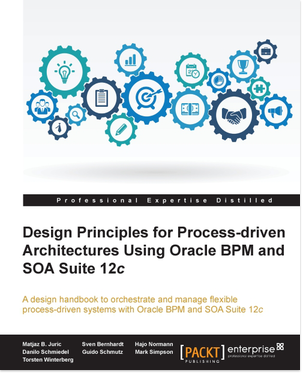 Professional Expertise Distilled
Design Principles for Process-driven
Architectures Using Oracle BPM and
SOA Suite 12c
A design handbook to orchestrate and manage flexible
process-driven systems with Oracle BPM and SOA Suite 12c
Matjaz B. Juric Sven Bernhardt Hajo Normann
Danilo Schmiedel Guido Schmutz Mark Simpson
Torsten Winterberg
[PACKT] enterprise
PUBLISHING professional expertise distilled